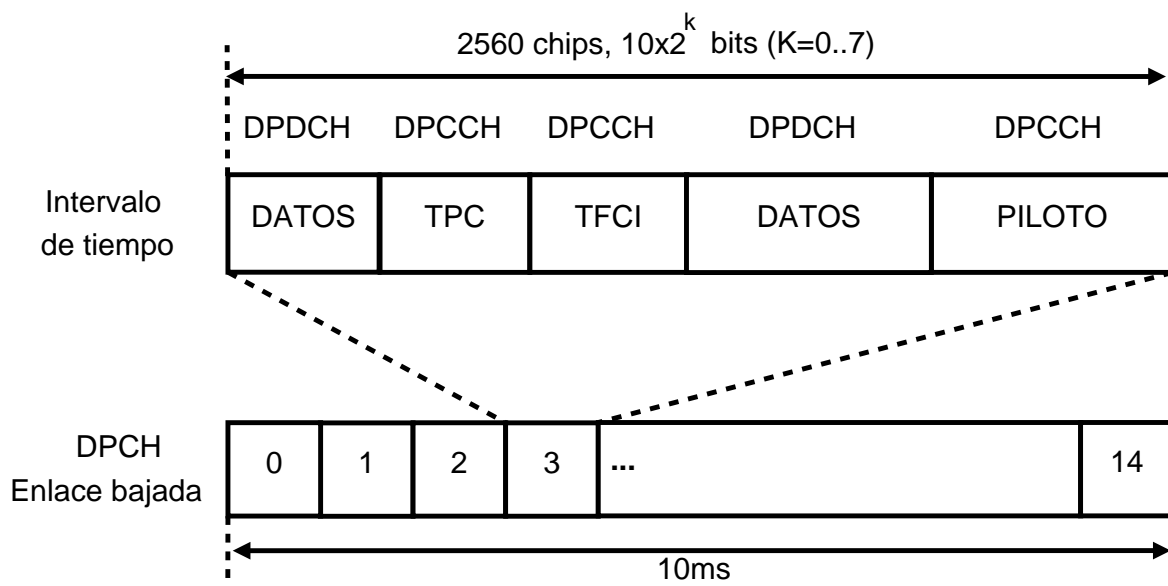 2560 chips, 10x2^k bits (K=0..7)
DPDCH DPCCH DPCCH DPDCH DPCCH
Intervalo
de tiempo
DATOS TPC TFCI DATOS PILOTO
DPCH
Enlace bajada
0 1 2 3 ... 14
10ms